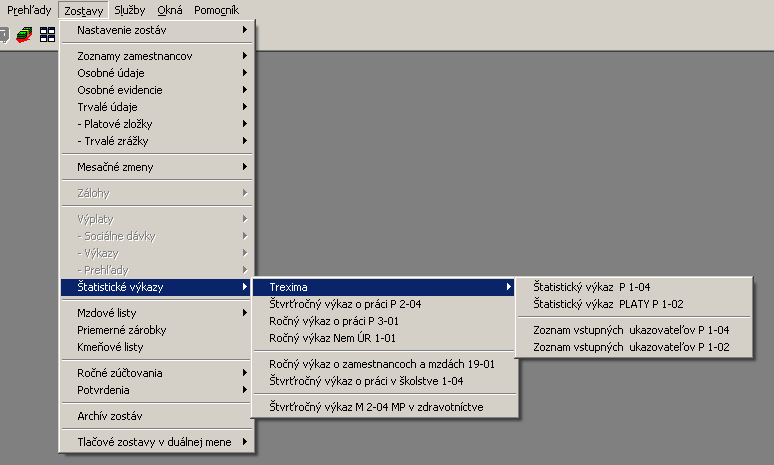 Prehľady Zostavy Služby Okná Pomocník
Nastavenie zostáv
Zoznamy zamestnancov
Osobné údaje
Osobné evidencie
Trvalé údaje
- Platové zložky
- Trvalé zrážky
Mesačné zmeny
Zálohy
Výplaty
- Sociálne dávky
- Výkazy
- Prehľady
Štatistické výkazy
Mzdové listy
Priemerné zárobky
Kmeňové listy
Ročné zúčtovania
Potvrdenia
Archív zostáv
Tlačové zostavy v duálnej mene
Trexima
Štvrťročný výkaz o práci P 2-04
Ročný výkaz o práci P 3-01
Ročný výkaz Nem ÚR 1-01
Ročný výkaz o zamestnancoch a mzdách 19-01
Štvrťročný výkaz o práci v školstve 1-04
Štvrťročný výkaz M 2-04 MP v zdravotníctve
Štatistický výkaz P 1-04
Štatistický výkaz PLATY P 1-02
Zoznam vstupných ukazovateľov P 1-04
Zoznam vstupných ukazovateľov P 1-02